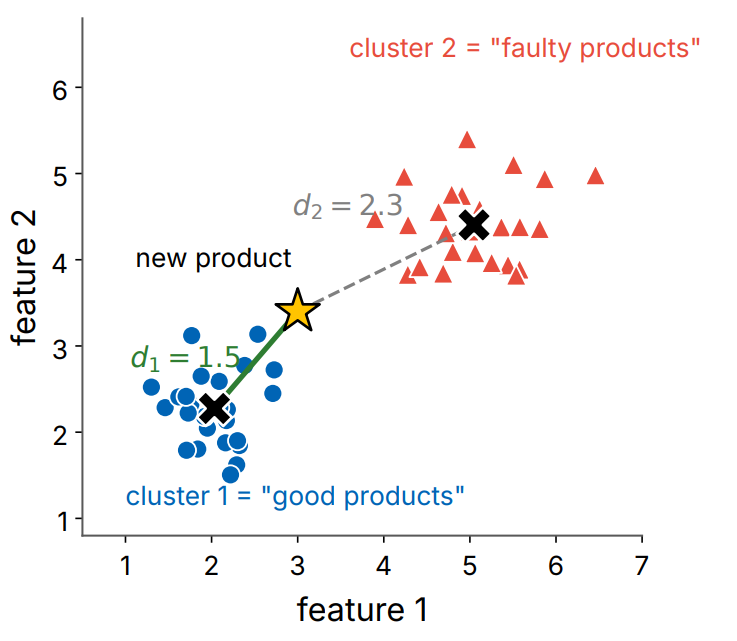 cluster 2 = "faulty products"
6
5
d₂ = 2.3
4
new product
feature 2
3
d₁ = 1.5
2
cluster 1 = "good products"
1
1 2 3 4 5 6 7
feature 1